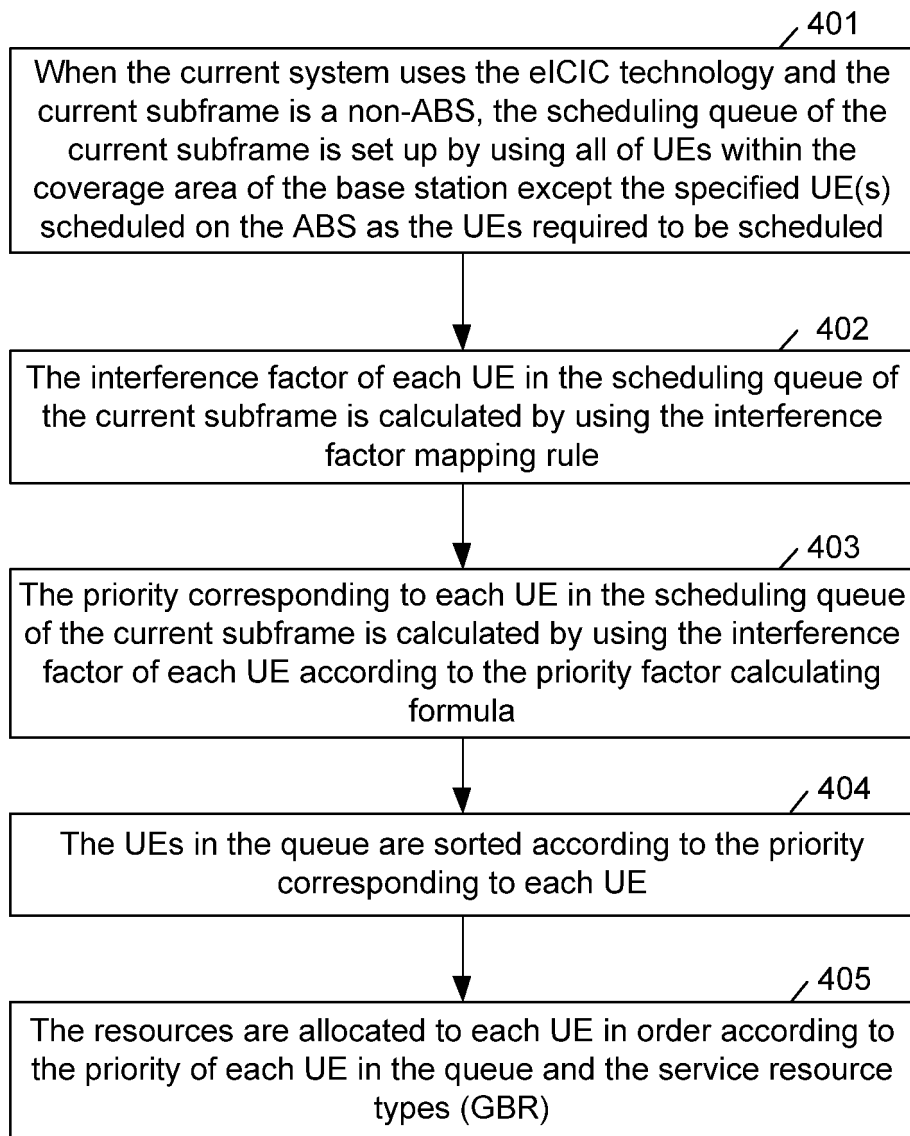 401
When the current system uses the eICIC technology and the
current subframe is a non-ABS, the scheduling queue of the
current subframe is set up by using all of UEs within the
coverage area of the base station except the specified UE(s)
scheduled on the ABS as the UEs required to be scheduled
402
The interference factor of each UE in the scheduling queue of
the current subframe is calculated by using the interference
factor mapping rule
403
The priority corresponding to each UE in the scheduling queue
of the current subframe is calculated by using the interference
factor of each UE according to the priority factor calculating
formula
404
The UEs in the queue are sorted according to the priority
corresponding to each UE
405
The resources are allocated to each UE in order according to
the priority of each UE in the queue and the service resource
types (GBR)